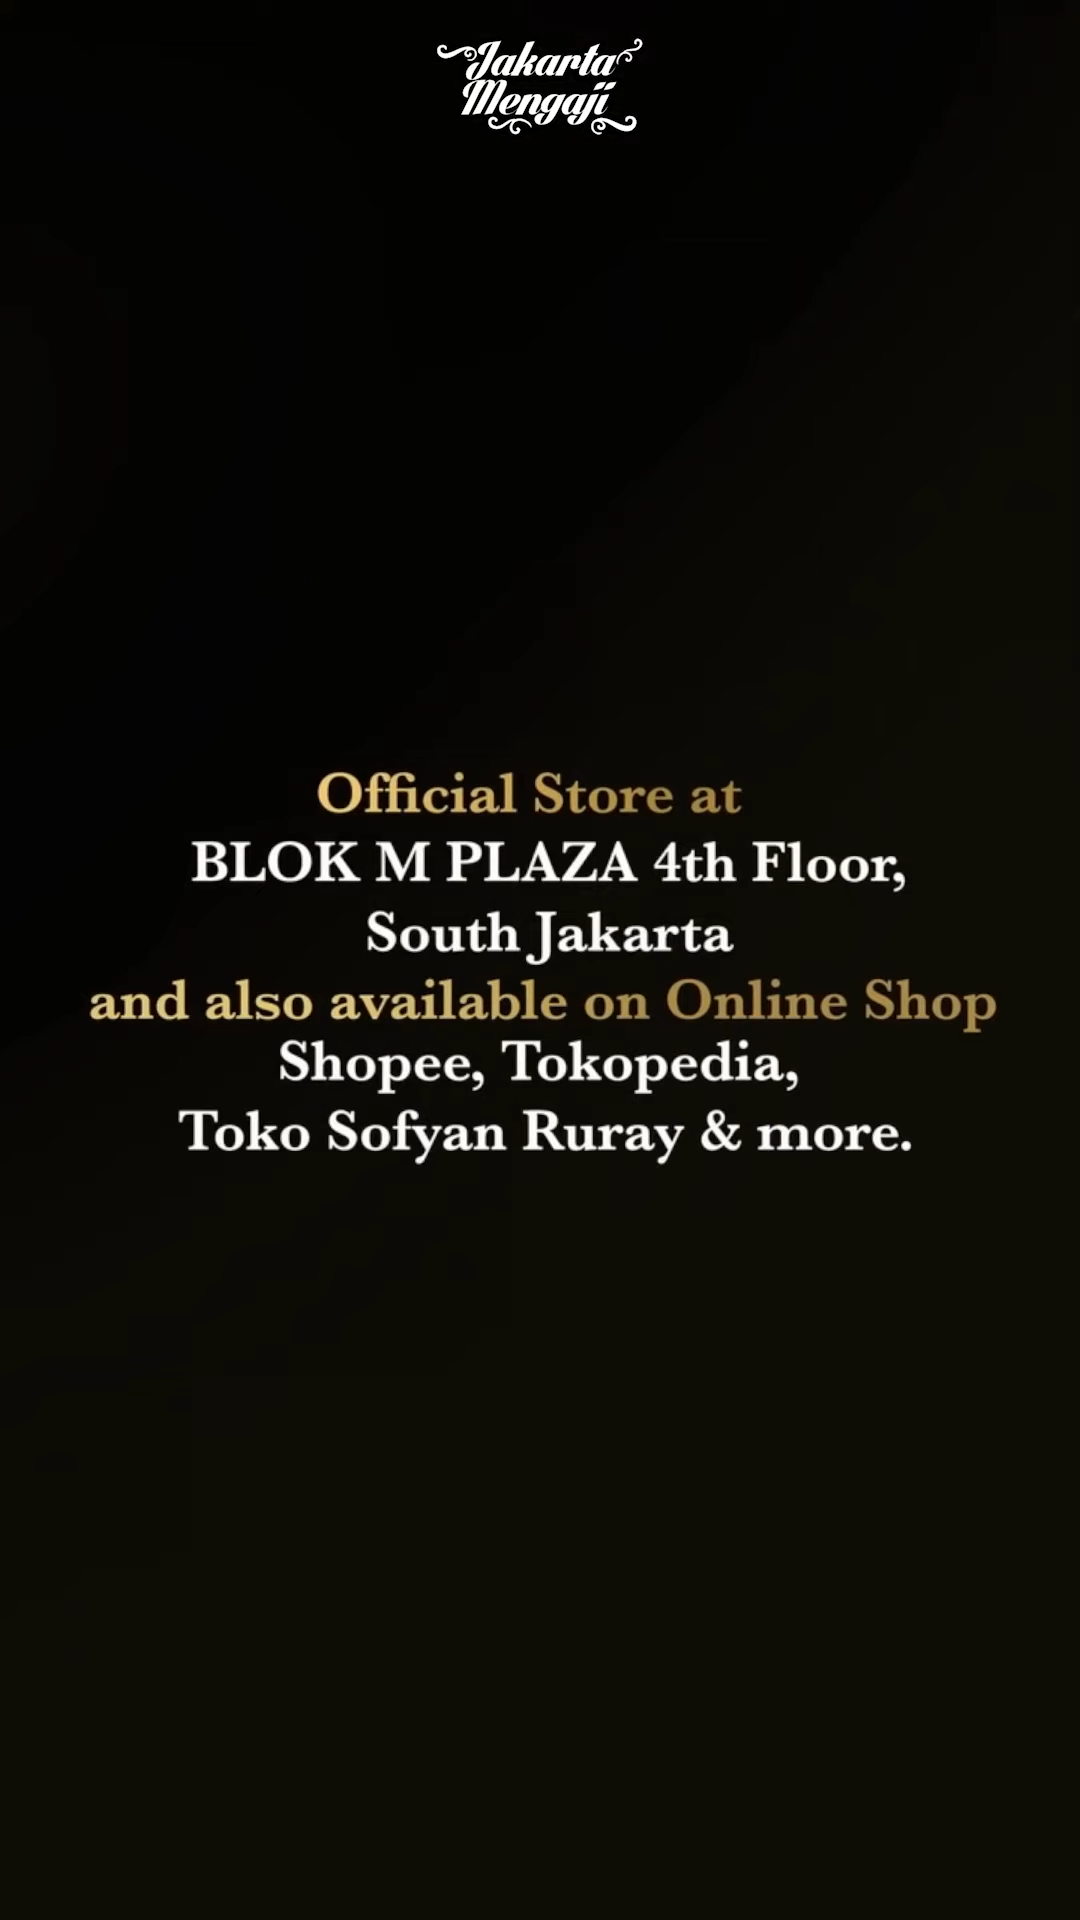 Jakarta
Mengaji
Official Store at
BLOK M PLAZA 4th Floor,
South Jakarta
and also available on Online Shop
Shopee, Tokopedia,
Toko Sofyan Ruray & more.